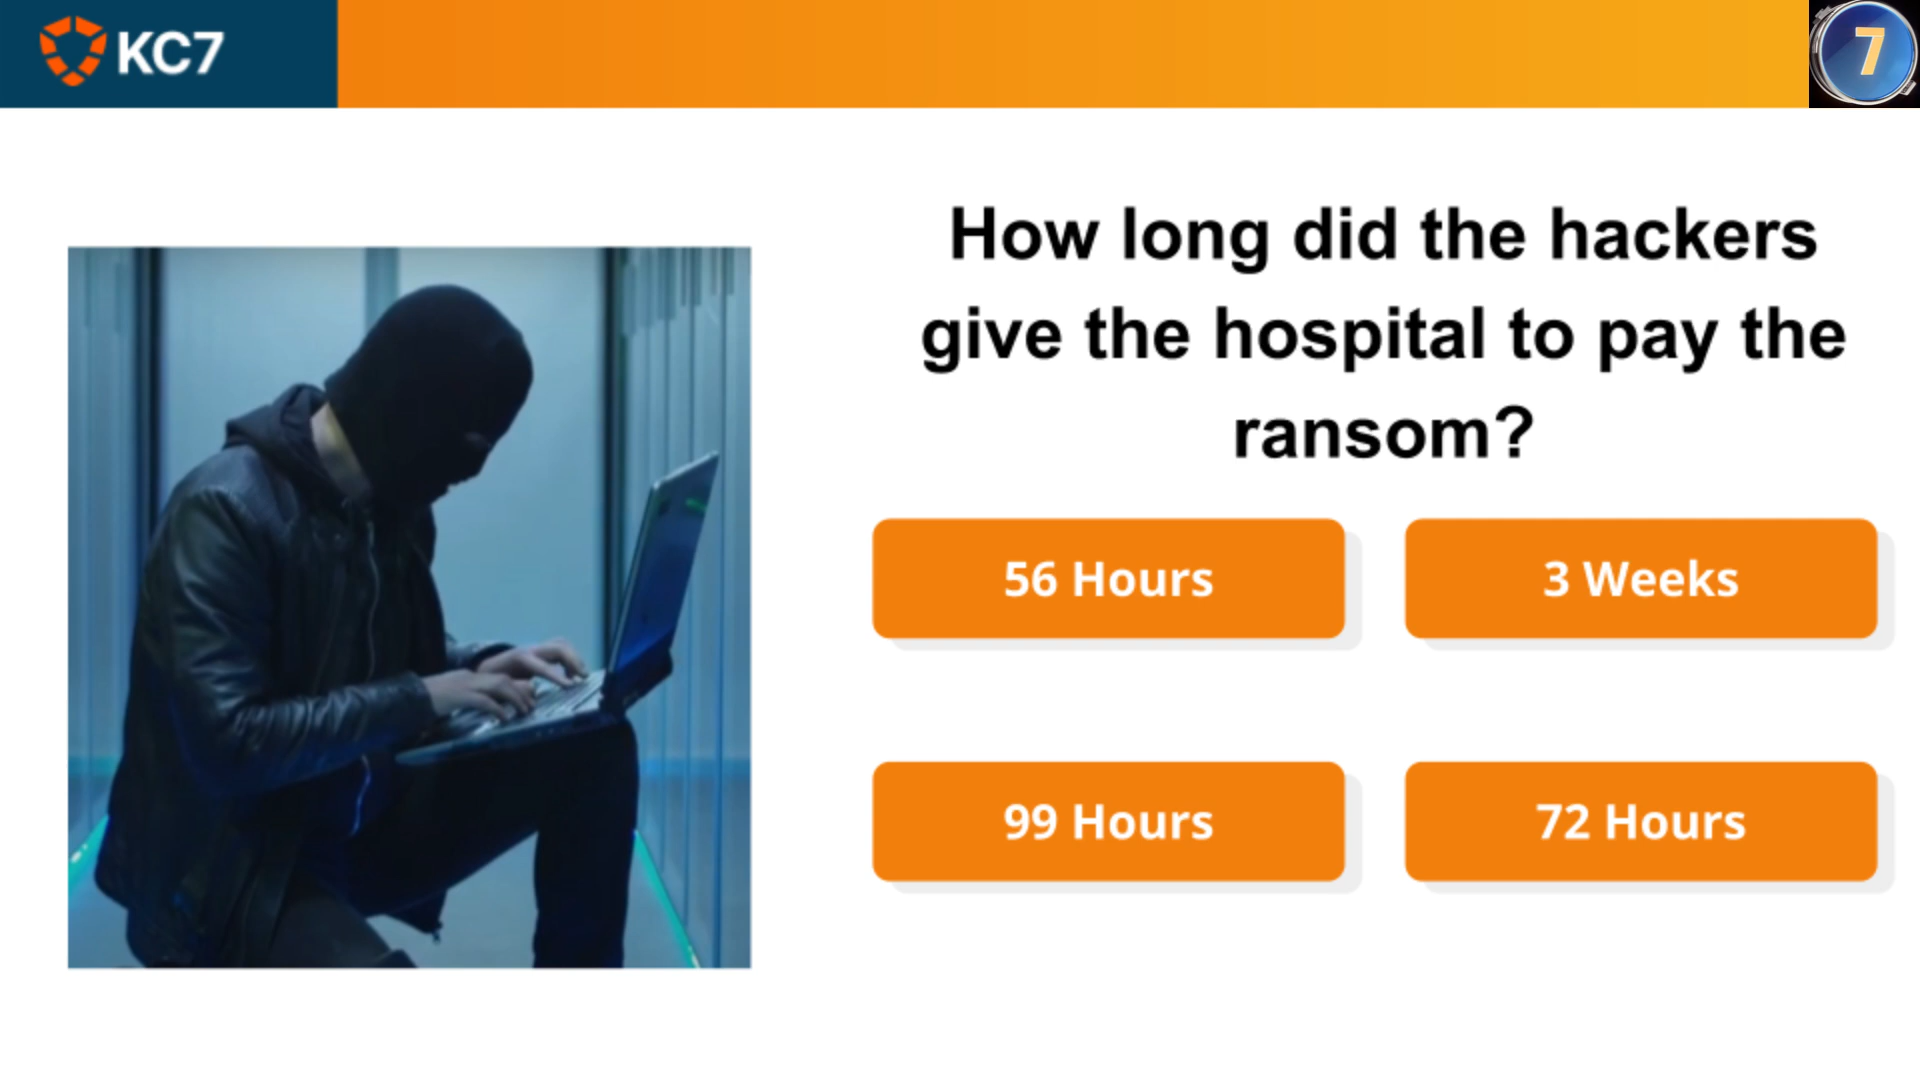 KC7
7
How long did the hackers
give the hospital to pay the
ransom?
56 Hours
3 Weeks
99 Hours
72 Hours